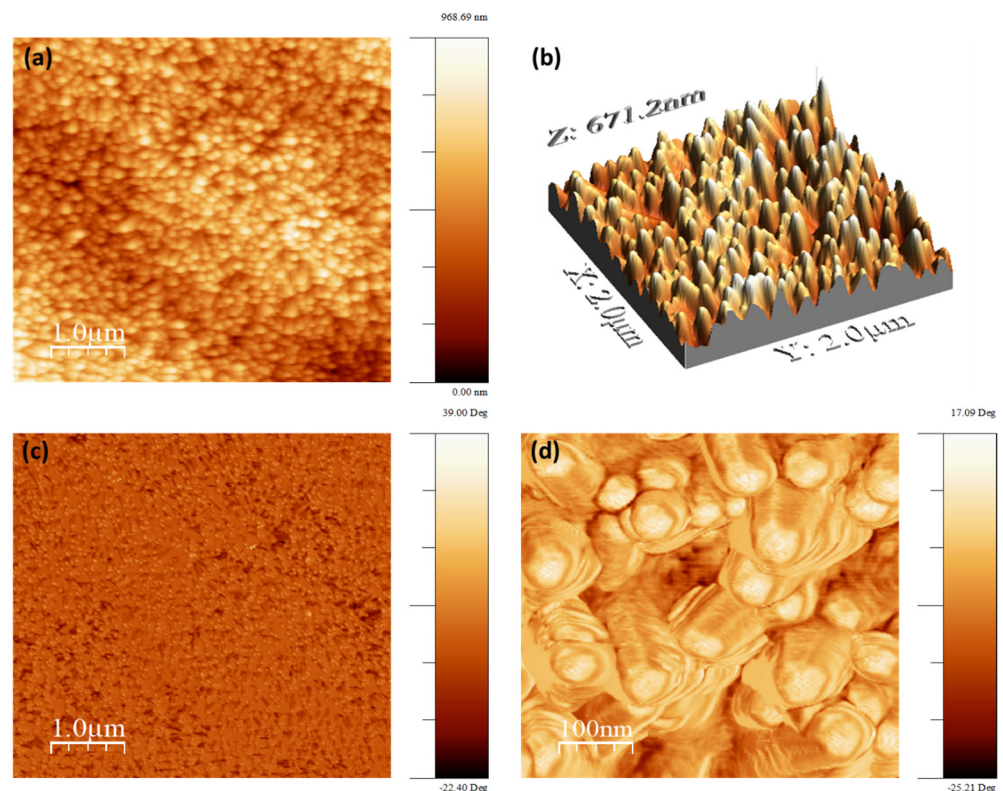 968.69 nm
(a)
1.0µm
0.00 nm
(b)
Z: 671.2nm
X: 2.0µm
Y: 2.0µm
39.00 Deg
(c)
1.0µm
-22.40 Deg
17.09 Deg
(d)
100nm
-25.21 Deg